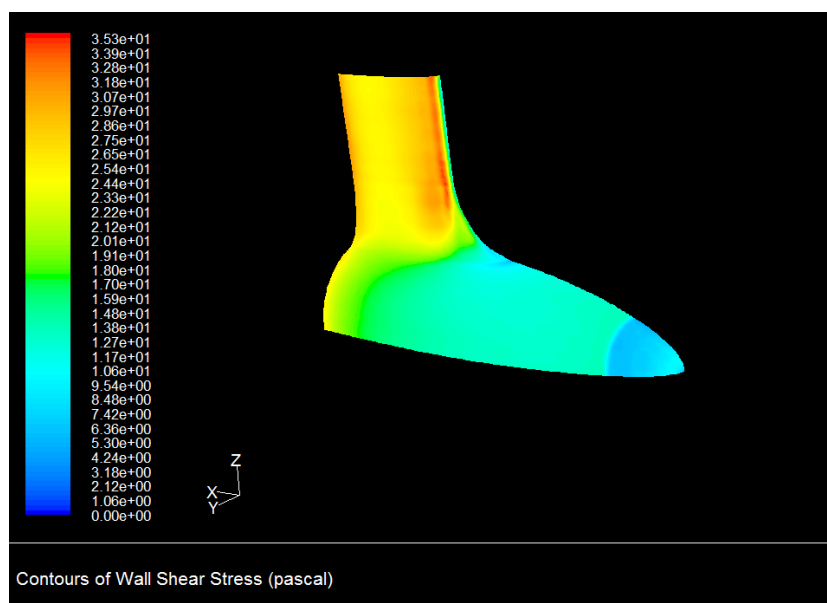 3.53e+01
3.39e+01
3.28e+01
3.18e+01
3.07e+01
2.97e+01
2.86e+01
2.75e+01
2.65e+01
2.54e+01
2.44e+01
2.33e+01
2.22e+01
2.12e+01
2.01e+01
1.91e+01
1.80e+01
1.70e+01
1.59e+01
1.48e+01
1.38e+01
1.27e+01
1.17e+01
1.06e+01
9.54e+00
8.48e+00
7.42e+00
6.36e+00
5.30e+00
4.24e+00
3.18e+00
2.12e+00
1.06e+00
0.00e+00
Z
X
Y
Contours of Wall Shear Stress (pascal)